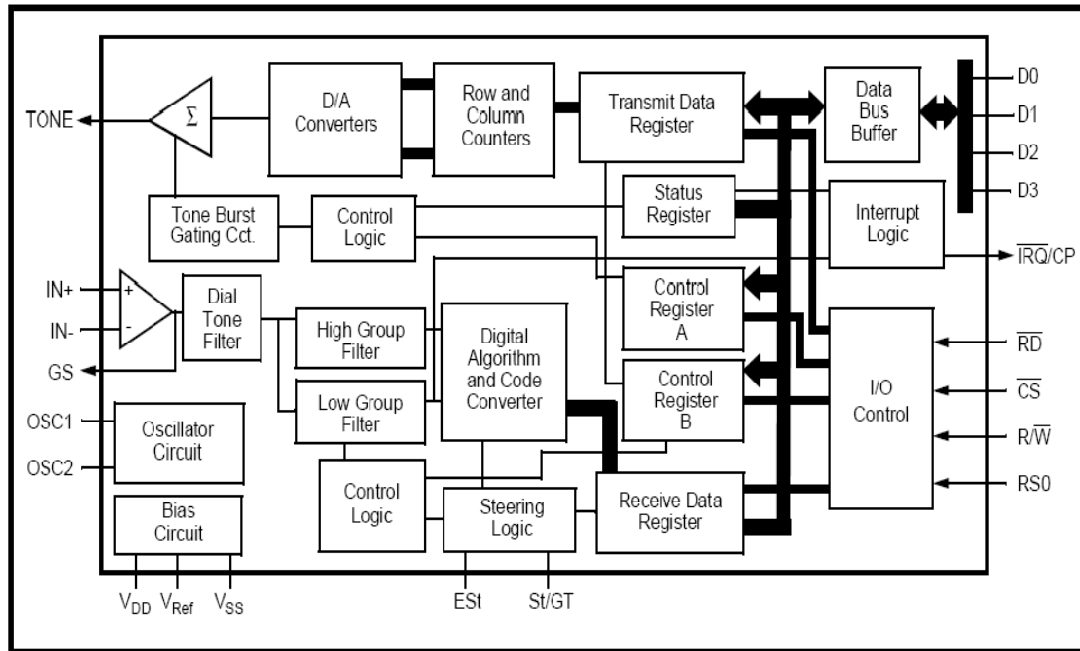 TONE
Σ
D/A
Converters
Row and
Column
Counters
Transmit Data
Register
Data
Bus
Buffer
D0
D1
D2
D3
Tone Burst
Gating Cct.
Control
Logic
Status
Register
Interrupt
Logic
I̅R̅Q̅/CP
IN+
IN-
GS
+
-
Dial
Tone
Filter
High Group
Filter
Low Group
Filter
Digital
Algorithm
and Code
Converter
Control
Register
A
Control
Register
B
I/O
Control
R̅D̅
C̅S̅
R/W̅
RS0
OSC1
OSC2
Oscillator
Circuit
Bias
Circuit
Control
Logic
Steering
Logic
Receive Data
Register
VDD
VRef
VSS
ESt
St/GT